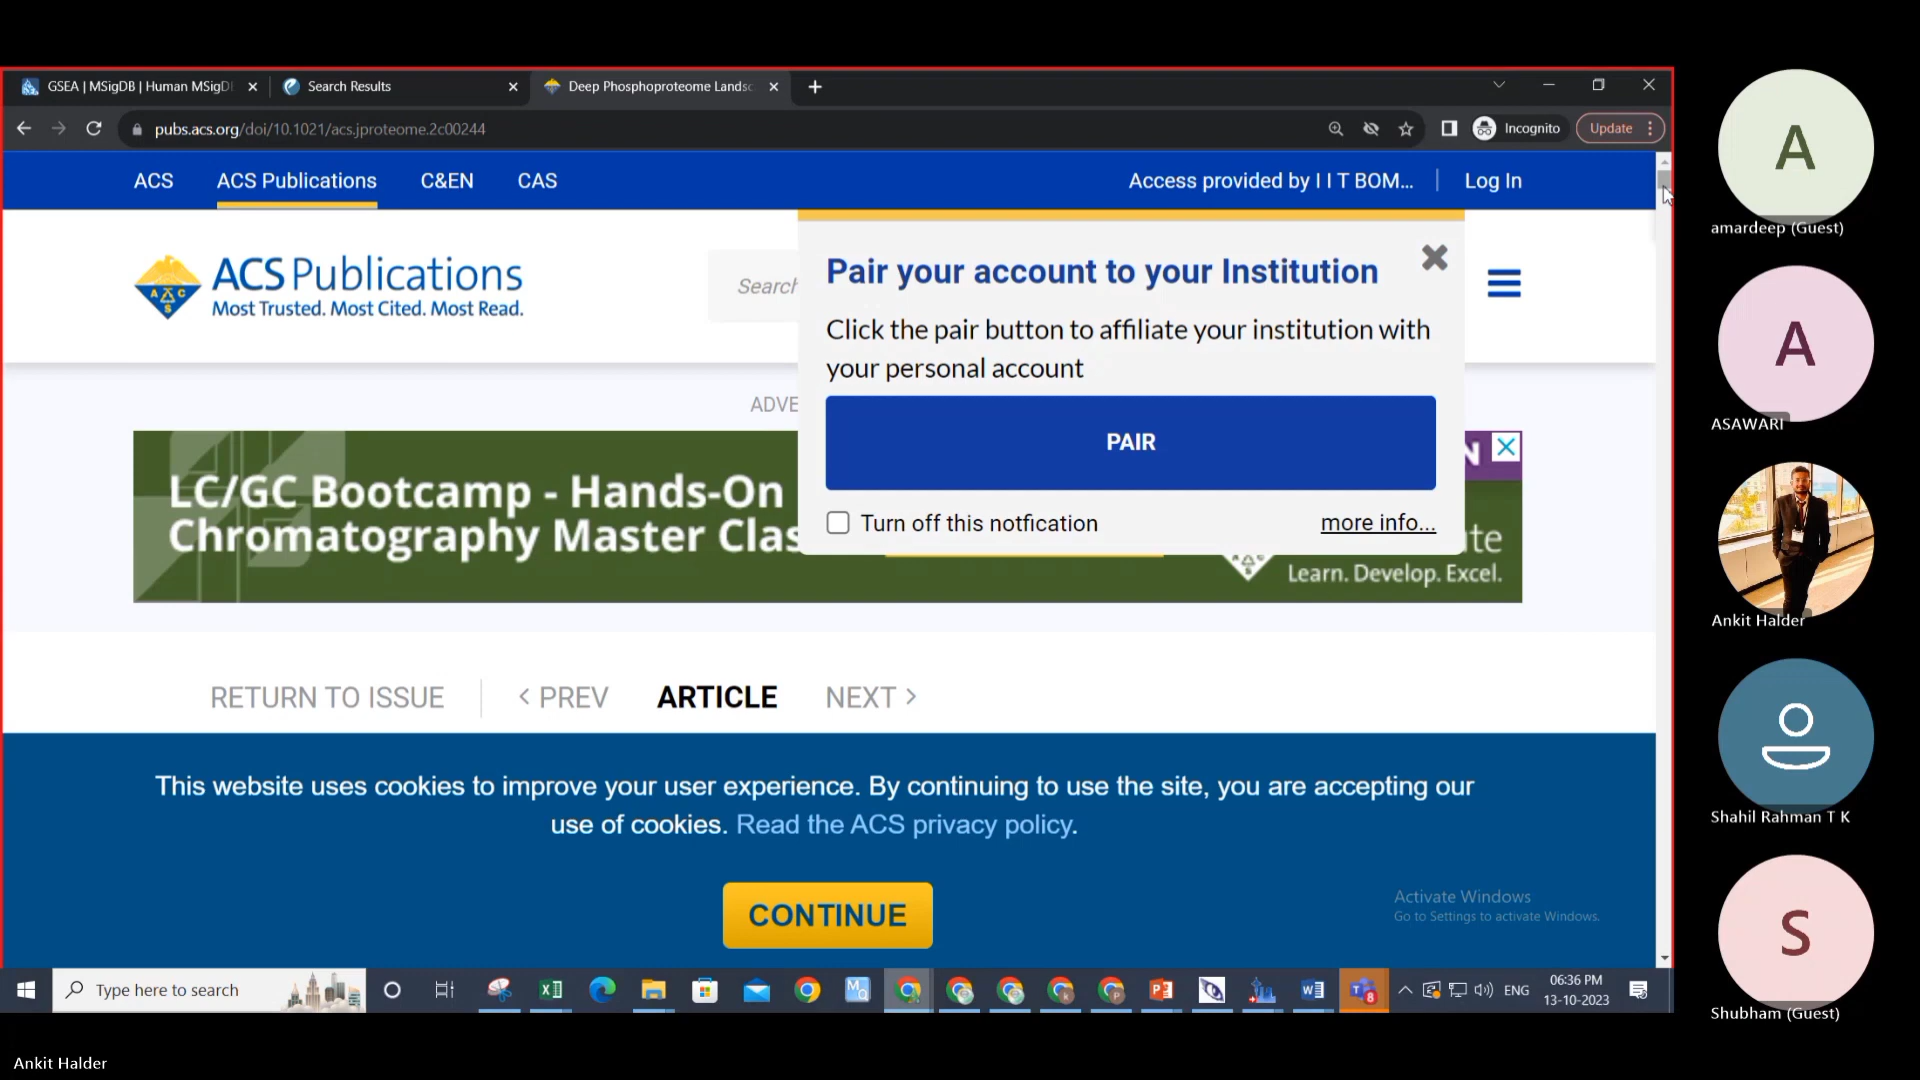 GSEA | MSigDB | Human MSigD
Search Results
Deep Phosphoproteome Landsc
pubs.acs.org/doi/10.1021/acs.jproteome.2c00244
Incognito
Update
ACS
ACS Publications
C&EN
CAS
Access provided by I I T BOM...
Log In
ACS Publications
Most Trusted. Most Cited. Most Read.
A C S
Search
Pair your account to your Institution
Click the pair button to affiliate your institution with
your personal account
PAIR
Turn off this notfication
more info...
ADVE
LC/GC Bootcamp - Hands-On
Chromatography Master Clas
N
te
Learn. Develop. Excel.
RETURN TO ISSUE
< PREV
ARTICLE
NEXT >
This website uses cookies to improve your user experience. By continuing to use the site, you are accepting our
use of cookies. Read the ACS privacy policy.
CONTINUE
Activate Windows
Go to Settings to activate Windows.
Type here to search
ENG
06:36 PM
13-10-2023
A
amardeep (Guest)
A
ASAWARI
Ankit Halder
Shahil Rahman T K
S
Shubham (Guest)
Ankit Halder